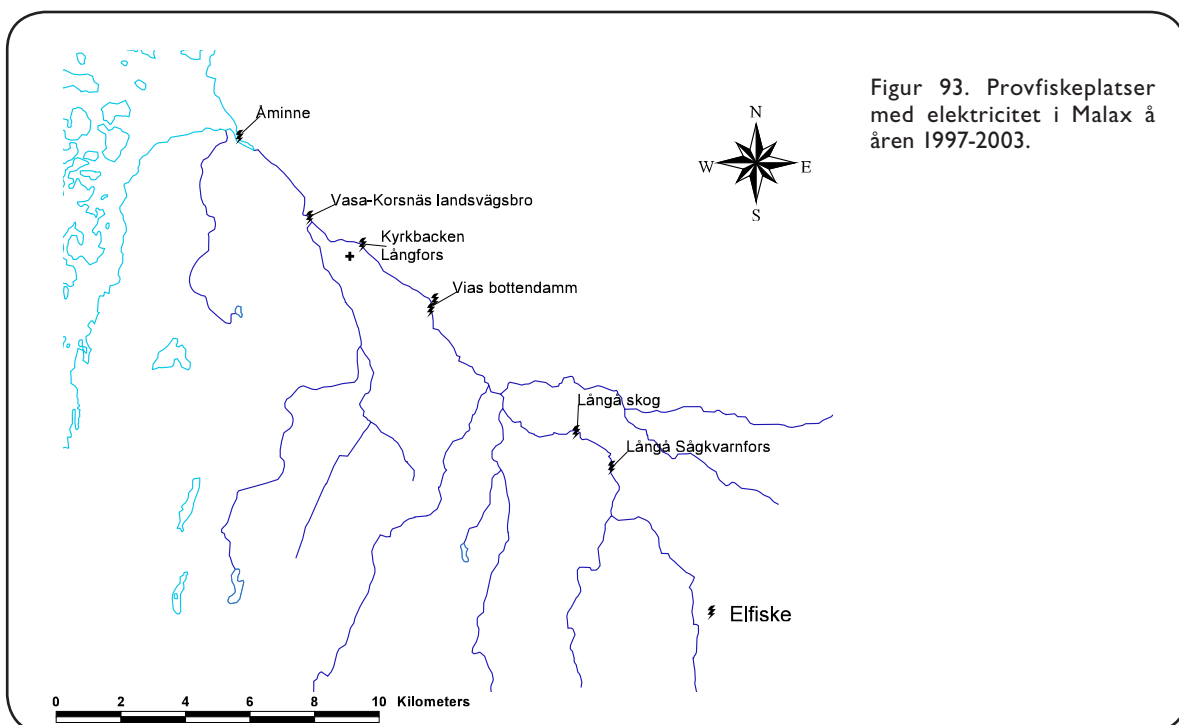 Figur 93. Provfiskeplatser
med elektricitet i Malax å
åren 1997-2003.
Åminne
N
W E
S
Vasa-Korsnäs landsvägsbro
Kyrkbacken
Långfors
Vias bottendamm
Långå skog
Långå Sågkvarnfors
Elfiske
0 2 4 6 8 10 Kilometers